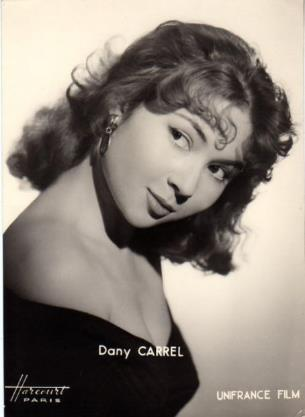 Dany CARREL
Harcourt
PARIS
UNIFRANCE FILM